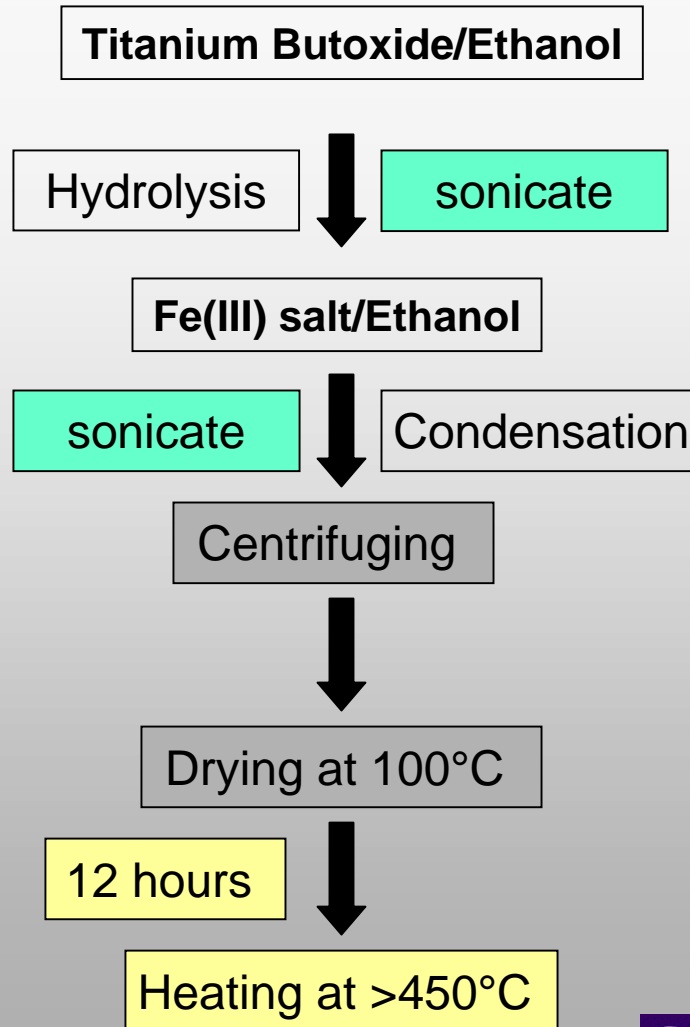 Titanium Butoxide/Ethanol
Hydrolysis
sonicate
Fe(III) salt/Ethanol
sonicate
Condensation
Centrifuging
Drying at 100°C
12 hours
Heating at >450°C